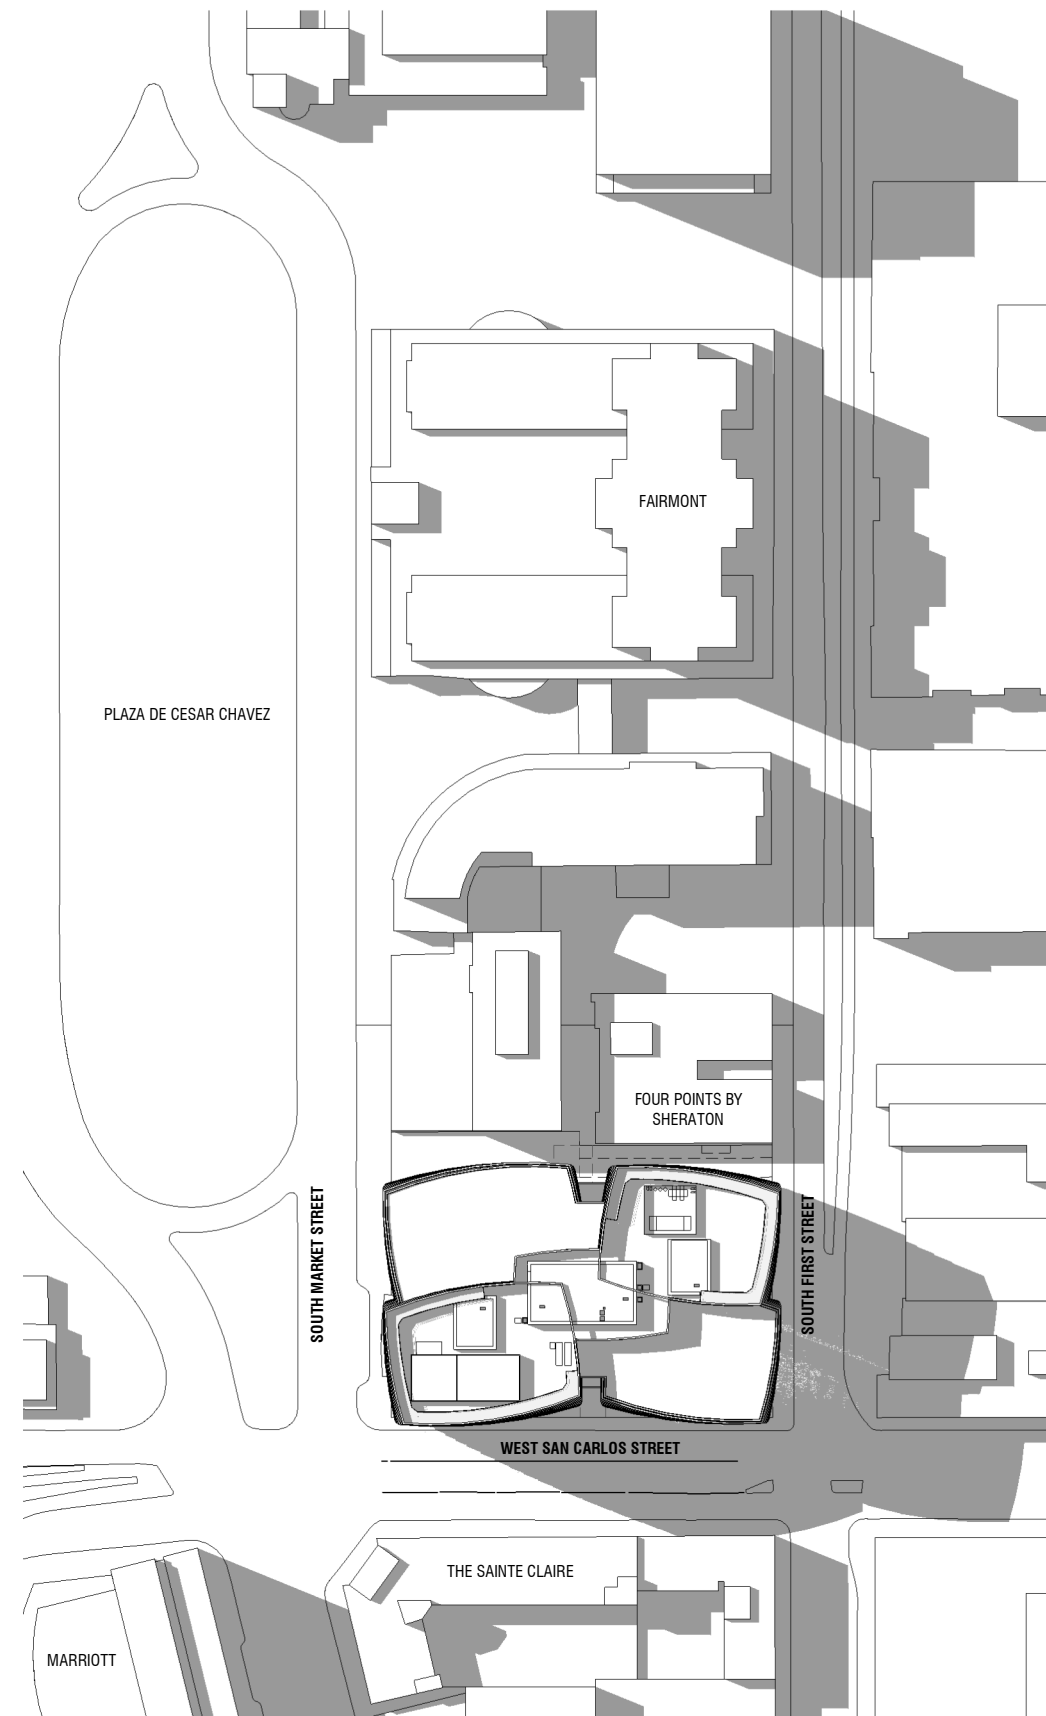 FAIRMONT
PLAZA DE CESAR CHAVEZ
FOUR POINTS BY
SHERATON
SOUTH MARKET STREET
SOUTH FIRST STREET
WEST SAN CARLOS STREET
THE SAINTE CLAIRE
MARRIOTT